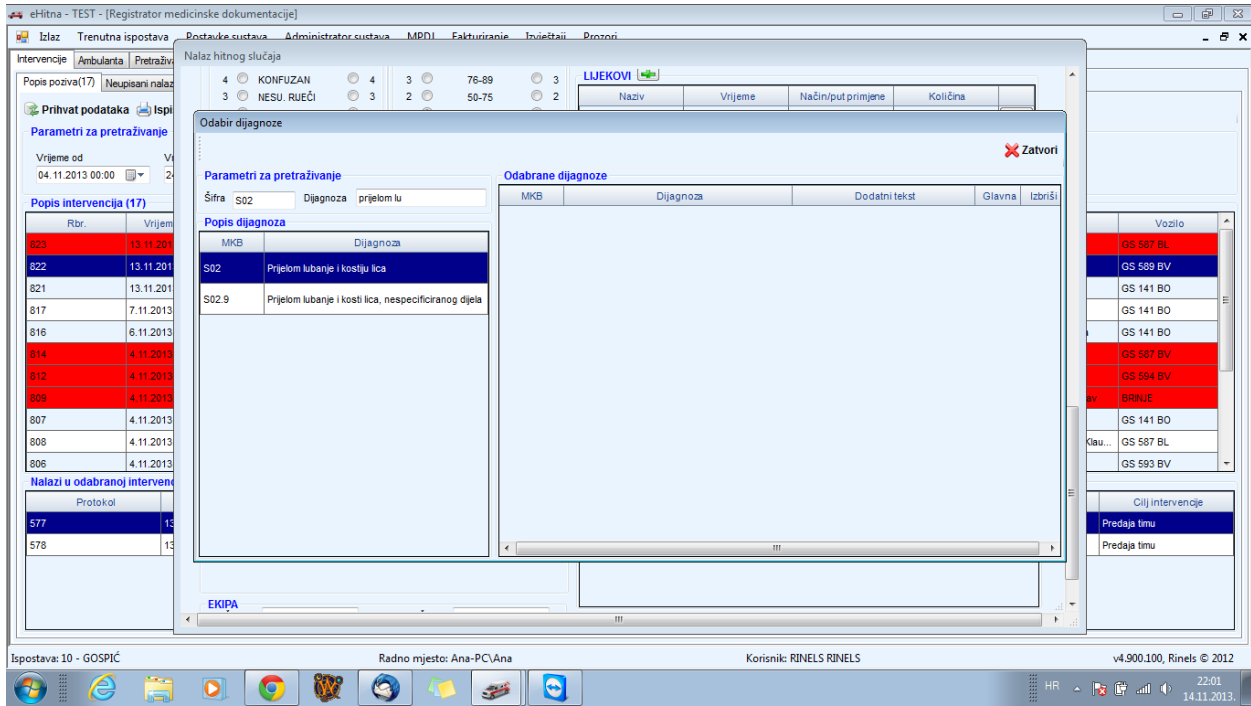 eHitna - TEST - [Registrator medicinske dokumentacije]
Izlaz Trenutna ispostava Postavke sustava Administrator sustava MPDJ Fakturiranje Izvještaji Prozori
Intervencije Ambulanta
Nalaz hitnog slučaja
Popis poziva(17) Neupisani
4 KONFUZAN 4 3 76-89 3
3 NESU. RIJEČI 3 2 50-75 2
LIJEKOVI
Naziv Vrijeme Način/put primjene Količina
Prihvat podataka
Parametri za pretraživanje
Vrijeme od
04.11.2013 00:00
Odabir dijagnoze
Zatvori
Parametri za pretraživanje
Šifra S02 Dijagnoza prijelom lu
Popis dijagnoza
MKB Dijagnoza
S02 Prijelom lubanje i kostiju lica
S02.9 Prijelom lubanje i kosti lica, nespecificiranog dijela
Odabrane dijagnoze
MKB Dijagnoza Dodatni tekst Glavna Izbriši
Popis intervencija (17)
Rbr. Vozilo
823 GS 587 BL
822 GS 589 BV
821 GS 141 BO
817 7.11.2013 GS 141 BO
816 6.11.2013 GS 141 BO
814 4.11.2013 GS 587 BV
812 4.11.2013 GS 594 BV
809 4.11.2013 BRINJE
807 4.11.2013 GS 141 BO
808 4.11.2013 Klau... GS 587 BL
806 4.11.2013 GS 593 BV
Nalazi u odabranoj
Protokol Cilj intervencije
577 Predaja timu
578 Predaja timu
EKIPA
Ispostava: 10 - GOSPIĆ Radno mjesto: Ana-PC\Ana Korisnik: RINELS RINELS v4.900.100, Rinels © 2012
HR 22:01
14.11.2013.